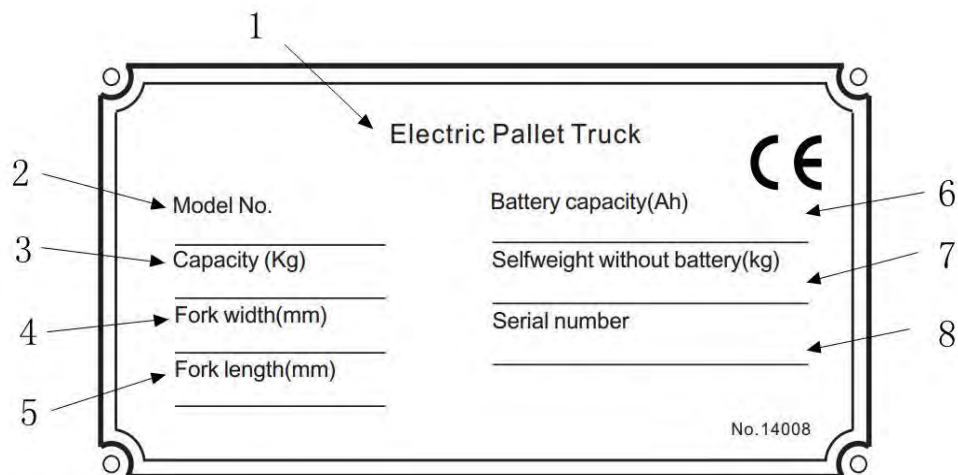 1
Electric Pallet Truck
CE
2
Model No.
Battery capacity(Ah)
6
3
Capacity (Kg)
Selfweight without battery(kg)
7
4
Fork width(mm)
Serial number
8
5
Fork length(mm)
No.14008